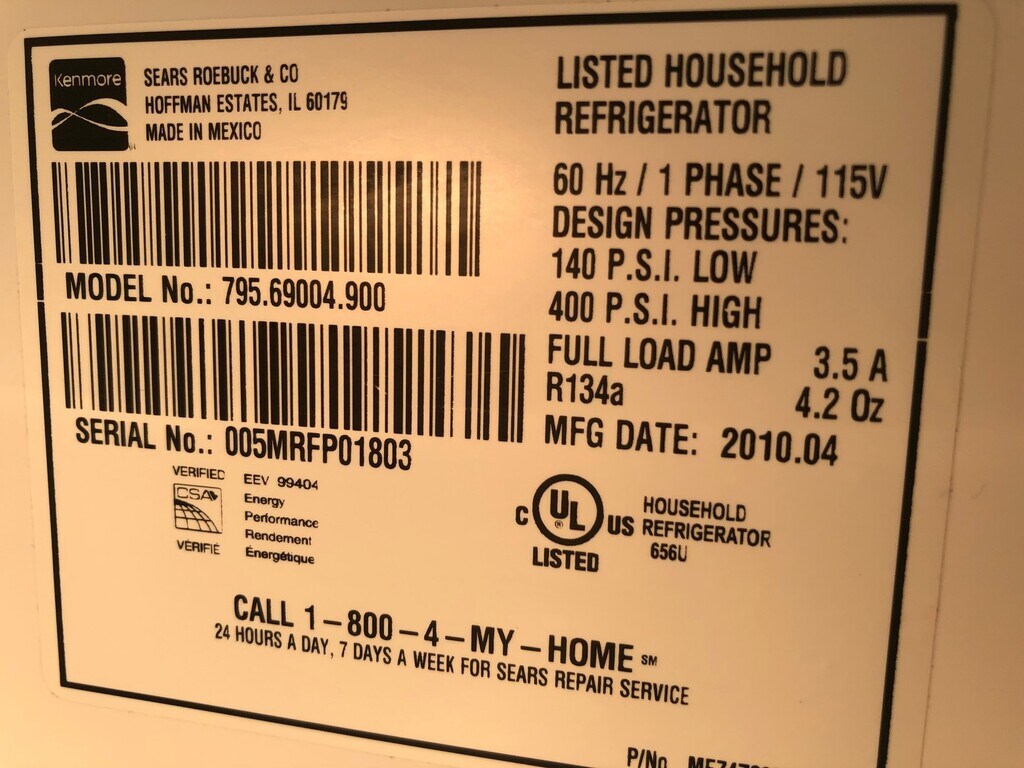 Kenmore
SEARS ROEBUCK & CO
HOFFMAN ESTATES, IL 60179
MADE IN MEXICO
MODEL No.: 795.69004.900
SERIAL No.: 005MRFP01803
VERIFIED
CSA
VERIFIÉ
EEV 99404
Energy
Performance
Rendement
Énergétique
LISTED HOUSEHOLD
REFRIGERATOR
60 Hz / 1 PHASE / 115V
DESIGN PRESSURES:
140 P.S.I. LOW
400 P.S.I. HIGH
FULL LOAD AMP 3.5 A
R134a 4.2 Oz
MFG DATE: 2010.04
C UL US
®
LISTED
HOUSEHOLD
REFRIGERATOR
656U
CALL 1-800-4-MY-HOME SM
24 HOURS A DAY, 7 DAYS A WEEK FOR SEARS REPAIR SERVICE
P/No